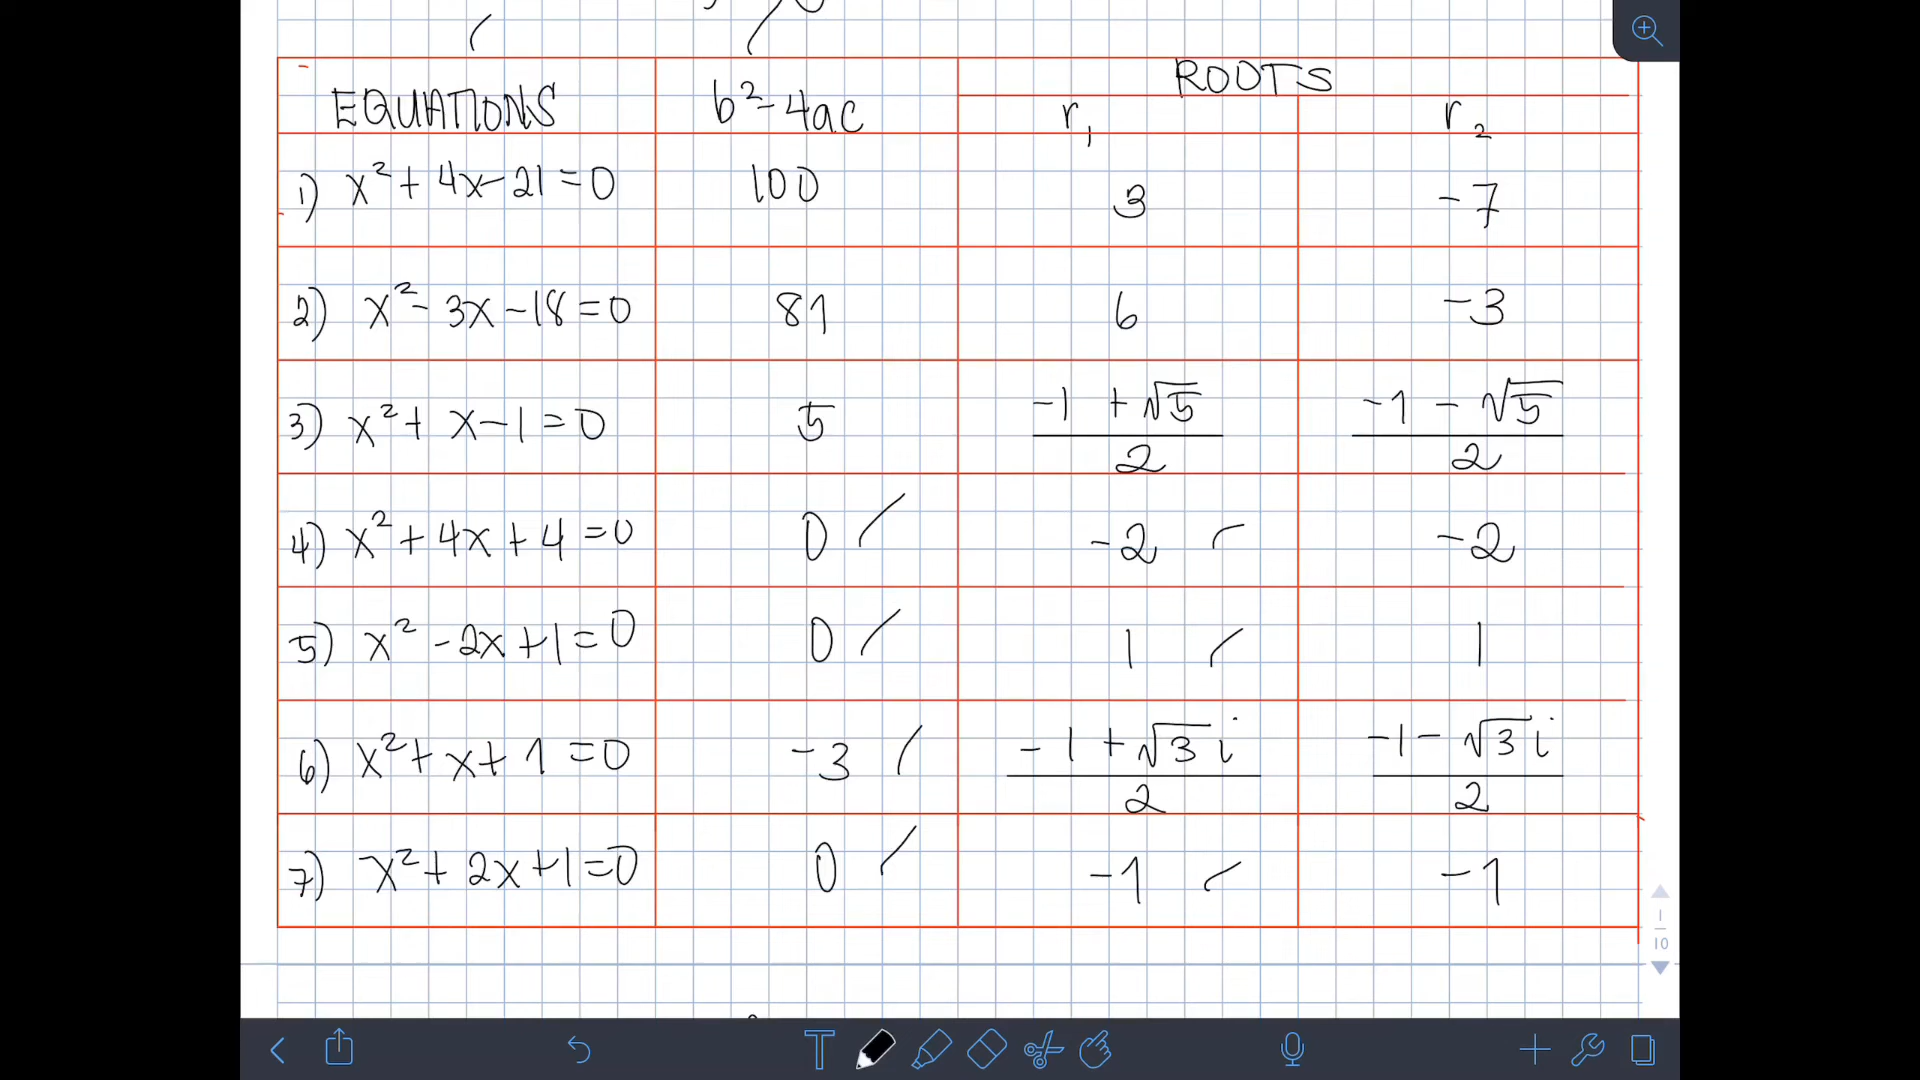 EQUATIONS b²-4ac ROOTS
r₁ r₂
1) x² + 4x - 21 = 0 100 3 -7
2) x² - 3x - 18 = 0 81 6 -3
3) x² + x - 1 = 0 5 (-1 + √5)/2 (-1 - √5)/2
4) x² + 4x + 4 = 0 0 -2 -2
5) x² - 2x + 1 = 0 0 1 1
6) x² + x + 1 = 0 -3 (-1 + √3 i)/2 (-1 - √3 i)/2
7) x² + 2x + 1 = 0 0 -1 -1
1
10
T